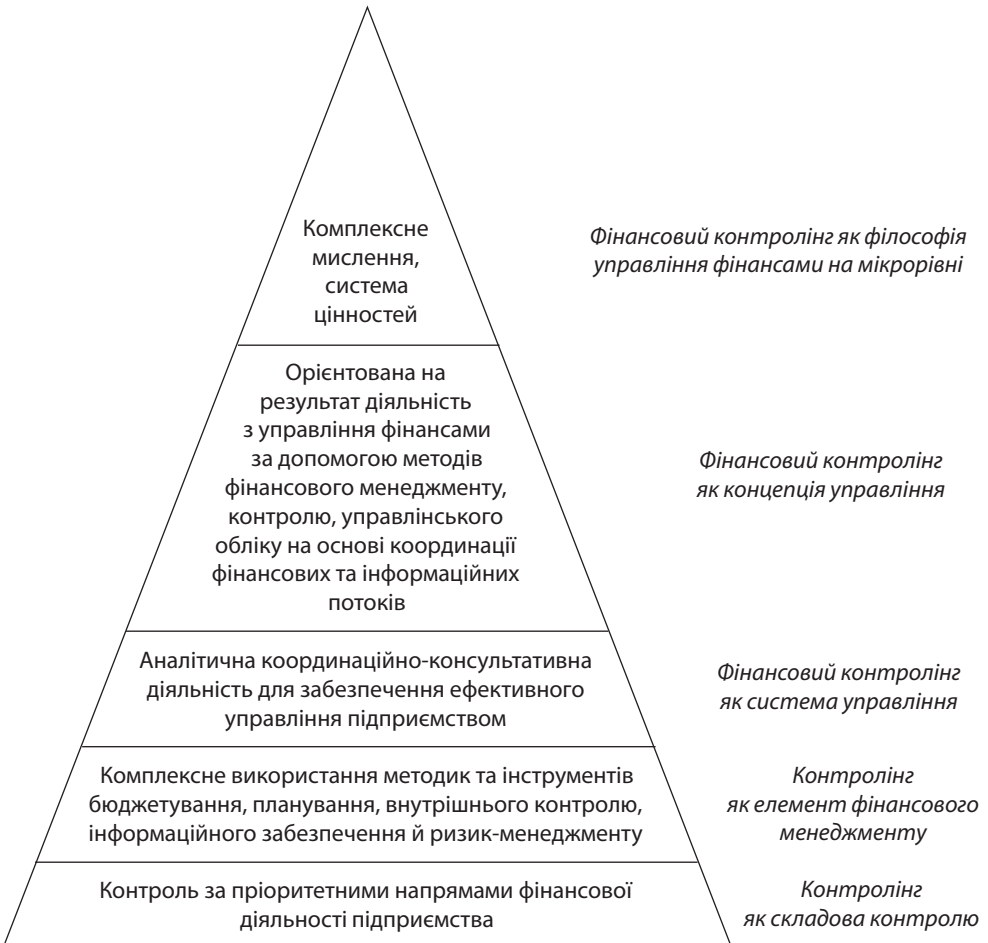 Комплексне
мислення,
система
цінностей
Фінансовий контролінг як філософія
управління фінансами на мікрорівні
Орієнтована на
результат діяльність
з управління фінансами
за допомогою методів
фінансового менеджменту,
контролю, управлінського
обліку на основі координації
фінансових та інформаційних
потоків
Фінансовий контролінг
як концепція управління
Аналітична координаційно-консультативна
діяльність для забезпечення ефективного
управління підприємством
Фінансовий контролінг
як система управління
Комплексне використання методик та інструментів
бюджетування, планування, внутрішнього контролю,
інформаційного забезпечення й ризик-менеджменту
Контролінг
як елемент фінансового
менеджменту
Контроль за пріоритетними напрямами фінансової
діяльності підприємства
Контролінг
як складова контролю